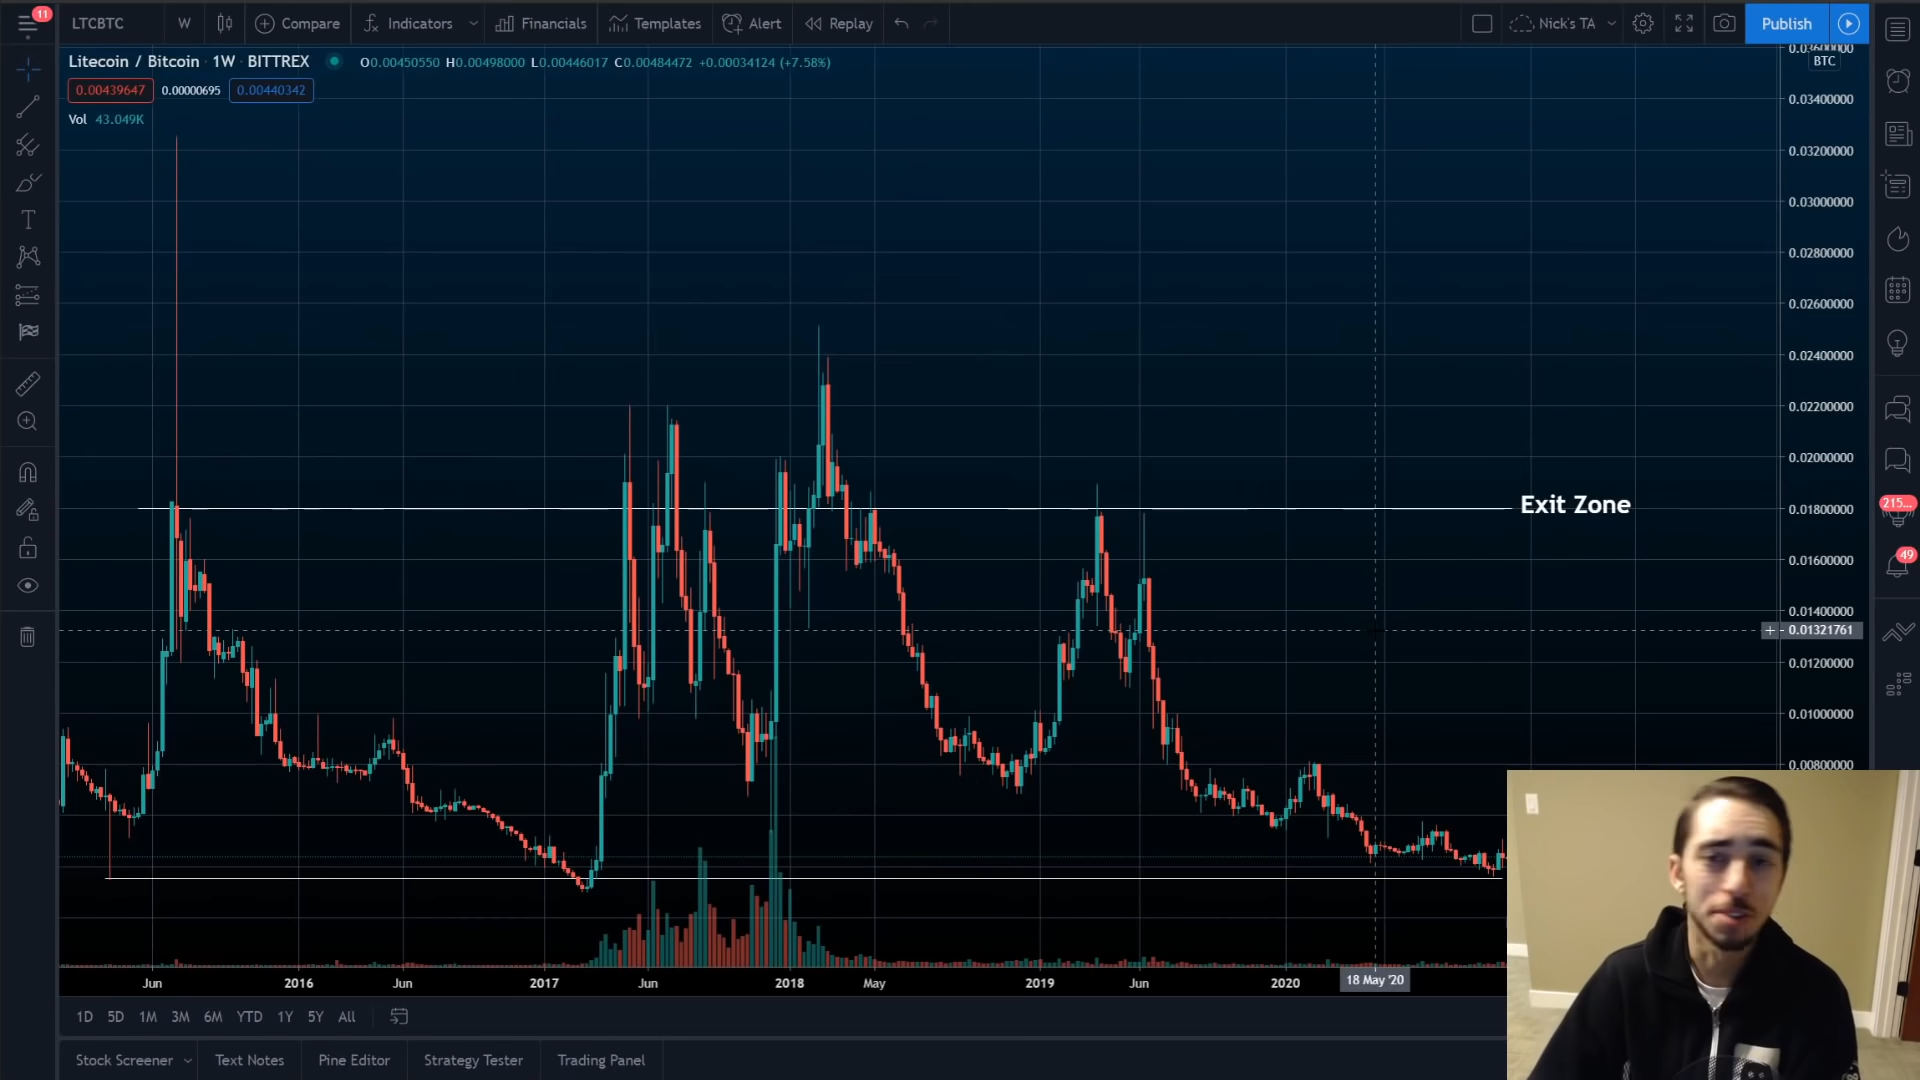 11
LTCBTC W Compare Indicators Financials Templates Alert Replay Nick's TA Publish
Litecoin / Bitcoin · 1W · BITTREX O0.00450550 H0.00498000 L0.00446017 C0.00484472 +0.00034124 (+7.58%)
BTC
0.00439647 0.00000695 0.00440342
Vol 43.049K
0.03400000
0.03200000
0.03000000
0.02800000
0.02600000
0.02400000
0.02200000
0.02000000
Exit Zone
0.01800000
215...
49
0.01600000
0.01400000
0.01321761
0.01200000
0.01000000
0.00800000
Jun 2016 Jun 2017 Jun 2018 May 2019 Jun 2020 18 May '20
1D 5D 1M 3M 6M YTD 1Y 5Y All
Stock Screener Text Notes Pine Editor Strategy Tester Trading Panel